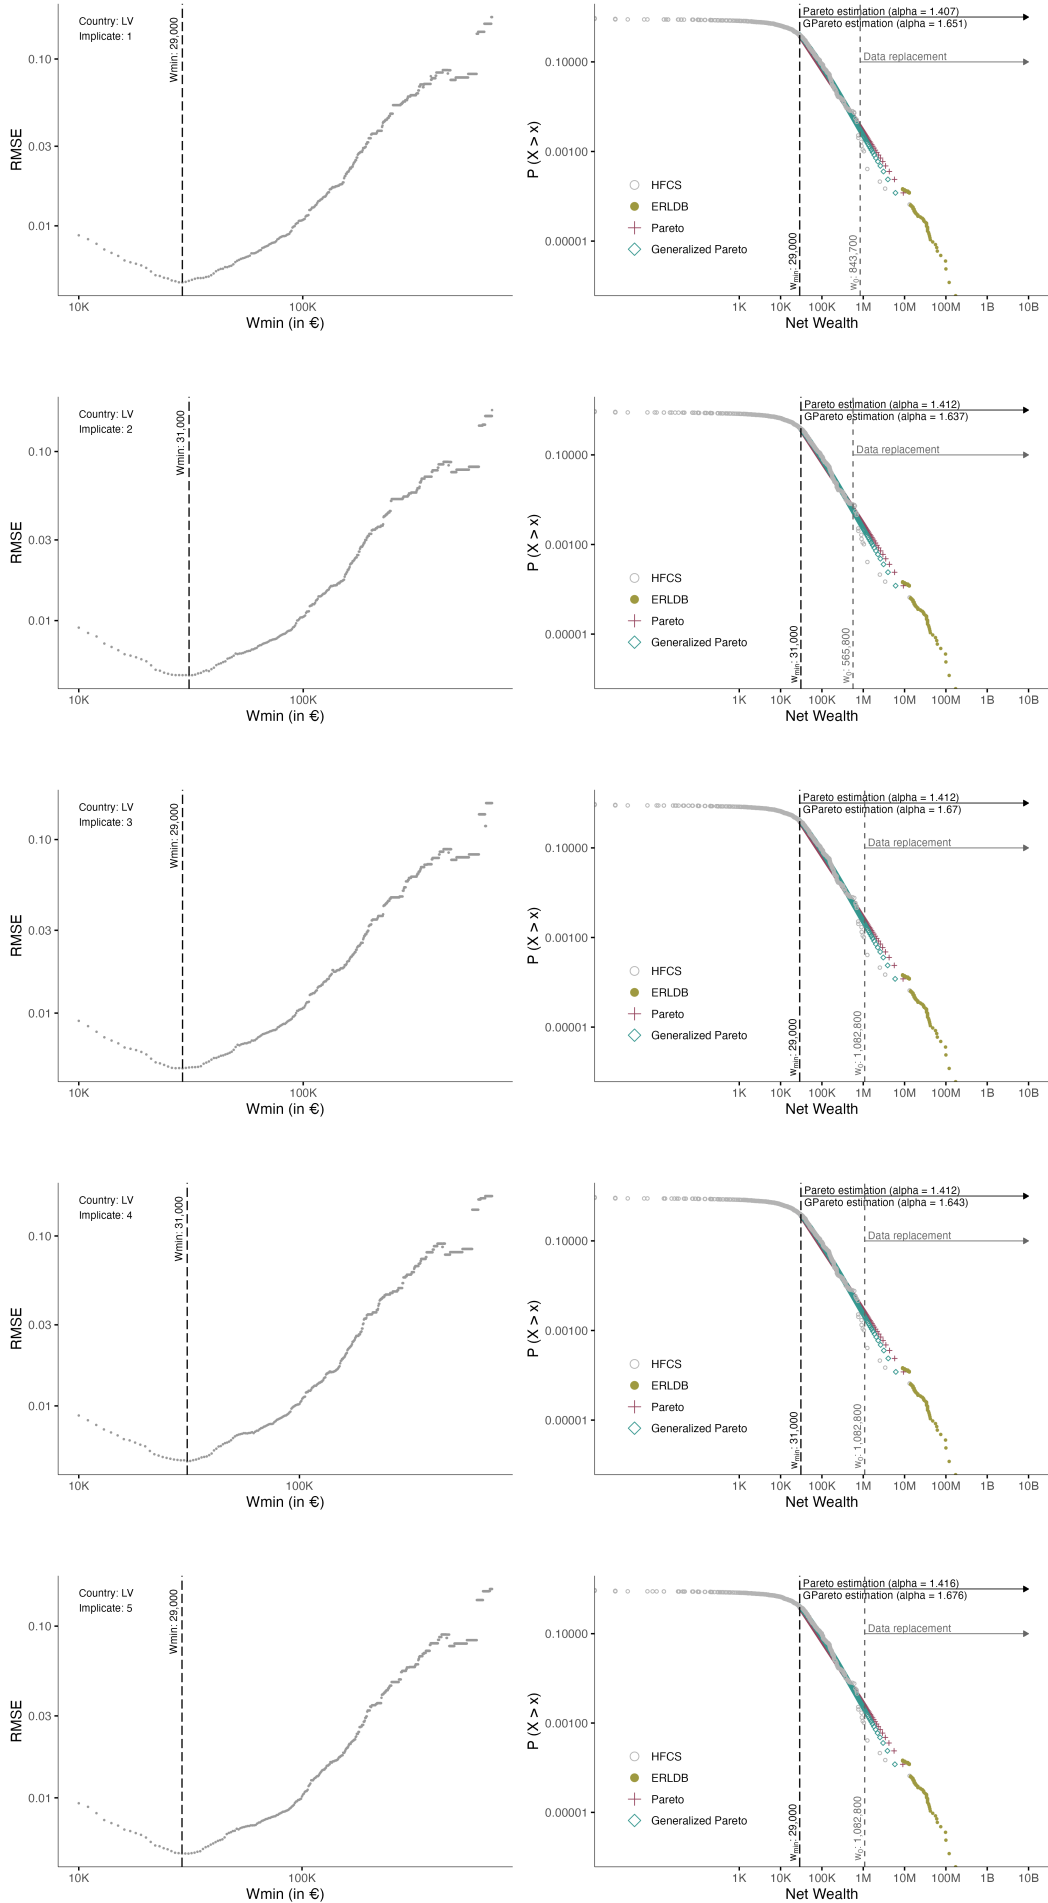 Country: LV
Implicate: 1
Wmin: 29,000
0.10
0.03
0.01
RMSE
10K
100K
Wmin (in €)
Pareto estimation (alpha = 1.407)
GPareto estimation (alpha = 1.651)
Data replacement
0.10000
0.00100
0.00001
P (X > x)
HFCS
ERLDB
Pareto
Generalized Pareto
wmin: 29,000
w0: 843,700
1K 10K 100K 1M 10M 100M 1B 10B
Net Wealth
Country: LV
Implicate: 2
Wmin: 31,000
0.10
0.03
0.01
RMSE
10K
100K
Wmin (in €)
Pareto estimation (alpha = 1.412)
GPareto estimation (alpha = 1.637)
Data replacement
0.10000
0.00100
0.00001
P (X > x)
HFCS
ERLDB
Pareto
Generalized Pareto
wmin: 31,000
w0: 565,800
1K 10K 100K 1M 10M 100M 1B 10B
Net Wealth
Country: LV
Implicate: 3
Wmin: 29,000
0.10
0.03
0.01
RMSE
10K
100K
Wmin (in €)
Pareto estimation (alpha = 1.412)
GPareto estimation (alpha = 1.67)
Data replacement
0.10000
0.00100
0.00001
P (X > x)
HFCS
ERLDB
Pareto
Generalized Pareto
wmin: 29,000
w0: 1,082,800
1K 10K 100K 1M 10M 100M 1B 10B
Net Wealth
Country: LV
Implicate: 4
Wmin: 31,000
0.10
0.03
0.01
RMSE
10K
100K
Wmin (in €)
Pareto estimation (alpha = 1.412)
GPareto estimation (alpha = 1.643)
Data replacement
0.10000
0.00100
0.00001
P (X > x)
HFCS
ERLDB
Pareto
Generalized Pareto
wmin: 31,000
w0: 1,082,800
1K 10K 100K 1M 10M 100M 1B 10B
Net Wealth
Country: LV
Implicate: 5
Wmin: 29,000
0.10
0.03
0.01
RMSE
10K
100K
Wmin (in €)
Pareto estimation (alpha = 1.416)
GPareto estimation (alpha = 1.676)
Data replacement
0.10000
0.00100
0.00001
P (X > x)
HFCS
ERLDB
Pareto
Generalized Pareto
wmin: 29,000
w0: 1,082,800
1K 10K 100K 1M 10M 100M 1B 10B
Net Wealth